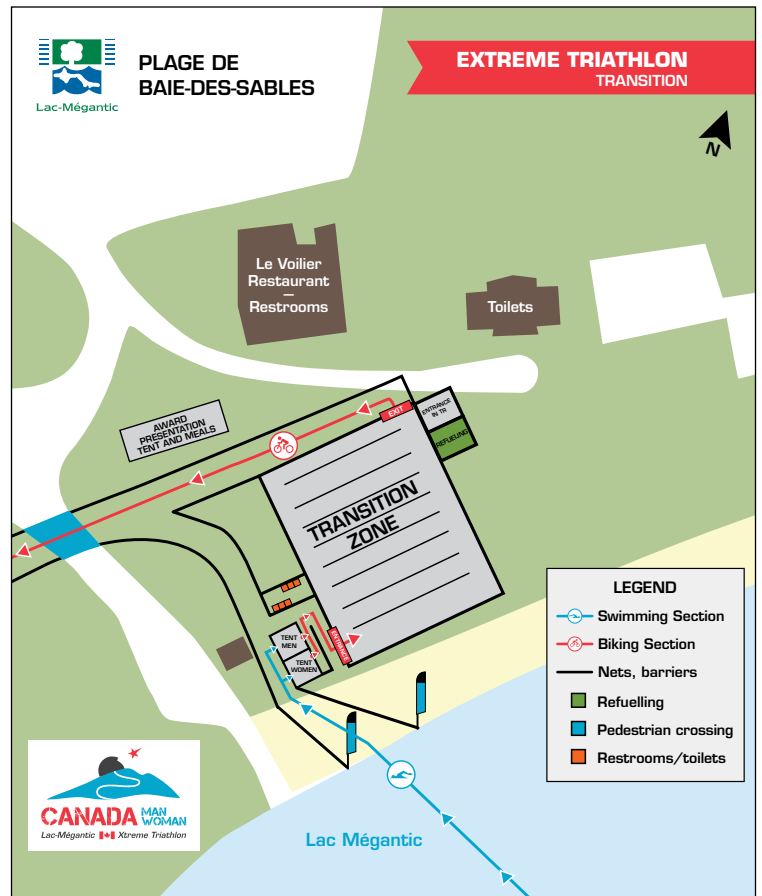 PLAGE DE
BAIE-DES-SABLES
Lac-Mégantic
EXTREME TRIATHLON
TRANSITION
N
Le Voilier
Restaurant
–
Restrooms
Toilets
AWARD
PRESENTATION
TENT AND MEALS
EXIT
ENTRANCE
IN TR
REFUELING
TRANSITION
ZONE
TENT
MEN
TENT
WOMEN
ENTRANCE
LEGEND
Swimming Section
Biking Section
Nets, barriers
Refuelling
Pedestrian crossing
Restrooms/toilets
CANADA MAN
WOMAN
Lac-Mégantic Xtreme Triathlon
Lac Mégantic